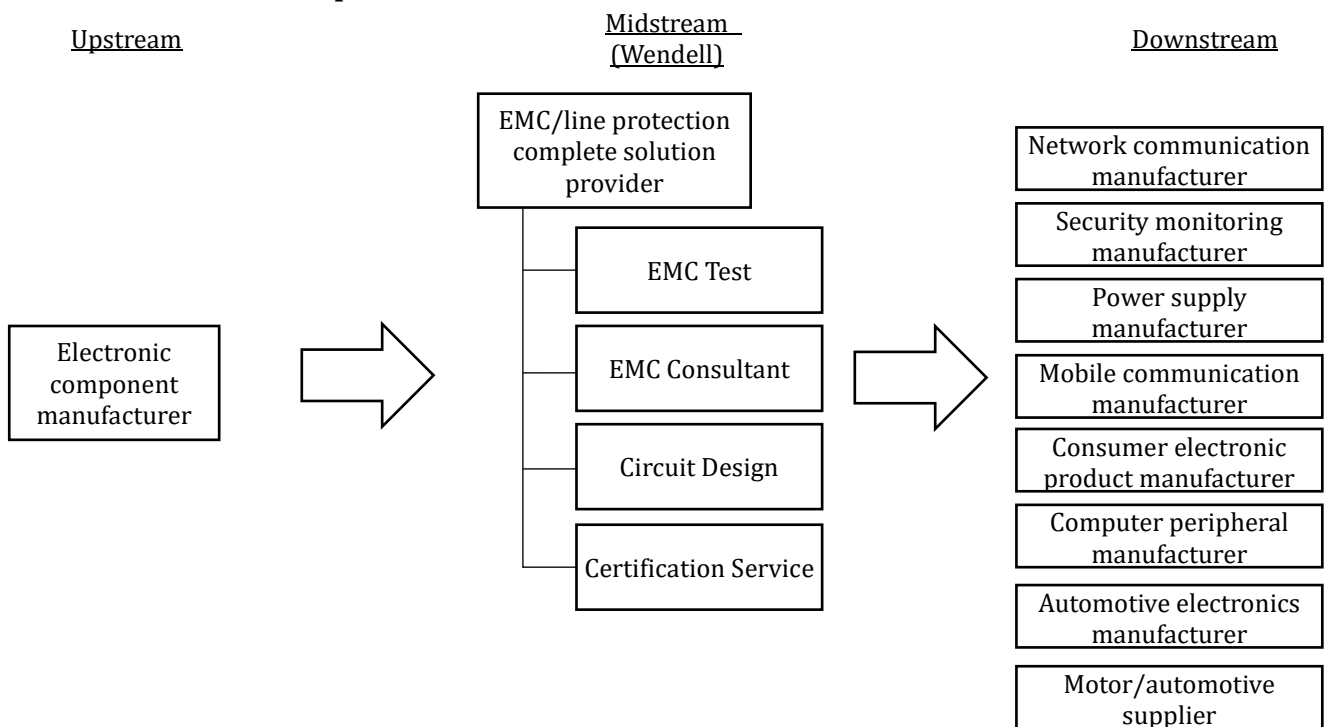 Upstream
Midstream
(Wendell)
Downstream
Electronic
component
manufacturer
EMC/line protection
complete solution
provider
EMC Test
EMC Consultant
Circuit Design
Certification Service
Network communication
manufacturer
Security monitoring
manufacturer
Power supply
manufacturer
Mobile communication
manufacturer
Consumer electronic
product manufacturer
Computer peripheral
manufacturer
Automotive electronics
manufacturer
Motor/automotive
supplier